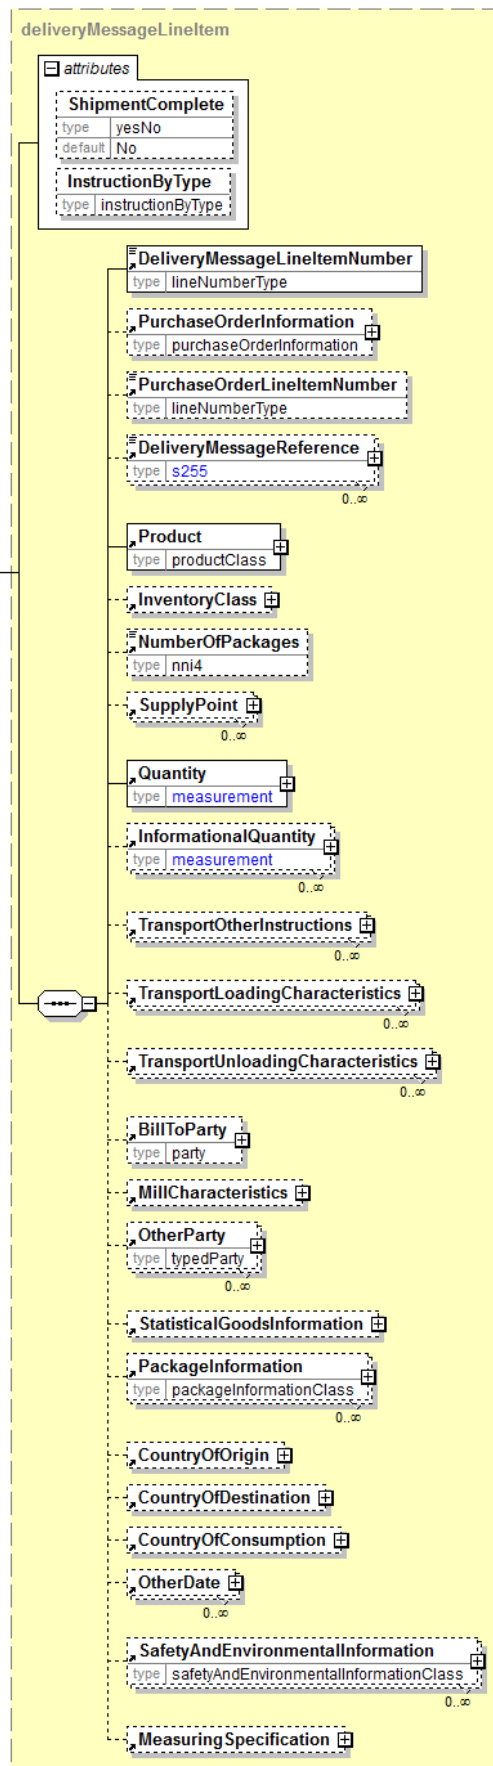 deliveryMessageLineItem
attributes
ShipmentComplete
type yesNo
default No
InstructionByType
type instructionByType
DeliveryMessageLineItemNumber
type lineNumberType
PurchaseOrderInformation
type purchaseOrderInformation
PurchaseOrderLineItemNumber
type lineNumberType
DeliveryMessageReference
type s255
0..∞
Product
type productClass
InventoryClass
NumberOfPackages
type nni4
SupplyPoint
0..∞
Quantity
type measurement
InformationalQuantity
type measurement
0..∞
TransportOtherInstructions
0..∞
TransportLoadingCharacteristics
0..∞
TransportUnloadingCharacteristics
0..∞
BillToParty
type party
MillCharacteristics
OtherParty
type typedParty
0..∞
StatisticalGoodsInformation
PackageInformation
type packageInformationClass
0..∞
CountryOfOrigin
CountryOfDestination
CountryOfConsumption
OtherDate
0..∞
SafetyAndEnvironmentalInformation
type safetyAndEnvironmentalInformationClass
0..∞
MeasuringSpecification